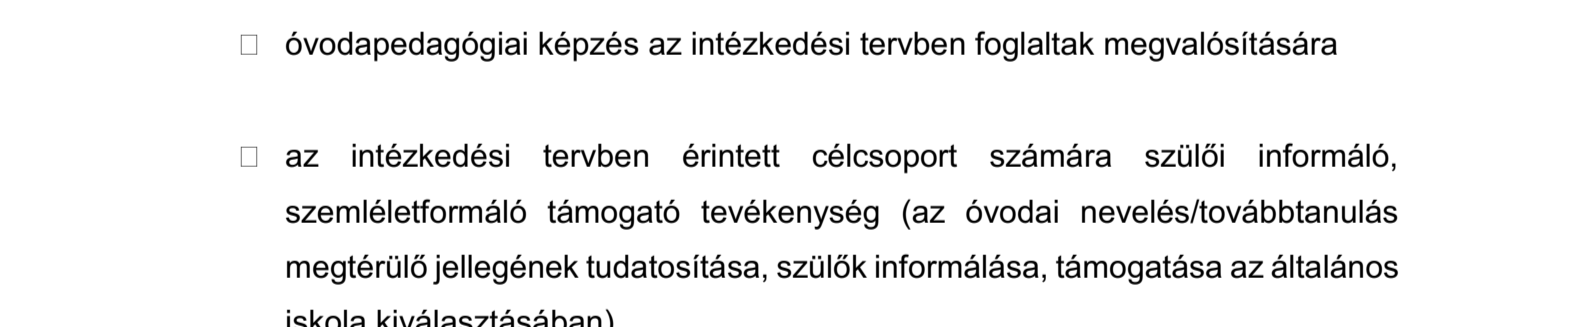 □ óvodapedagógiai képzés az intézkedési tervben foglaltak megvalósítására
□ az intézkedési tervben érintett célcsoport számára szülői informáló,
szemléletformáló támogató tevékenység (az óvodai nevelés/továbbtanulás
megtérülő jellegének tudatosítása, szülők informálása, támogatása az általános
iskola kiválasztásában)